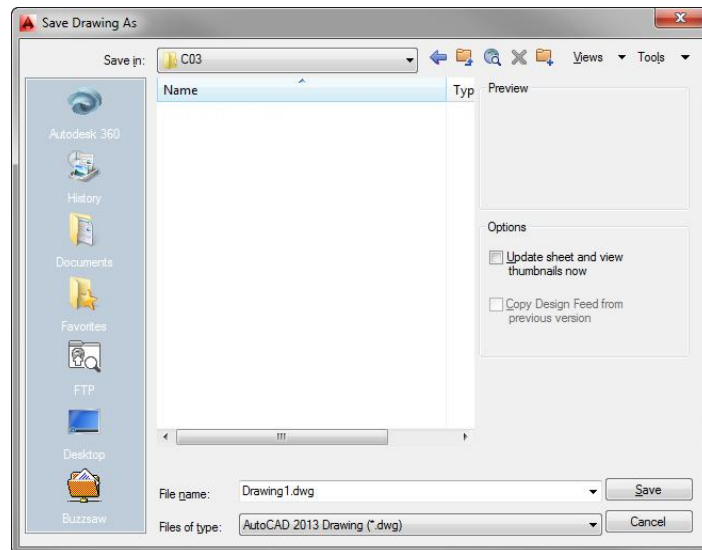 Save Drawing As
Save in: C03 Views Tools
Name Typ Preview
Autodesk 360
History
Documents
Favorites
FTP
Desktop
Buzzsaw
Options
Update sheet and view
thumbnails now
Copy Design Feed from
previous version
File name: Drawing1.dwg Save
Files of type: AutoCAD 2013 Drawing (*.dwg) Cancel